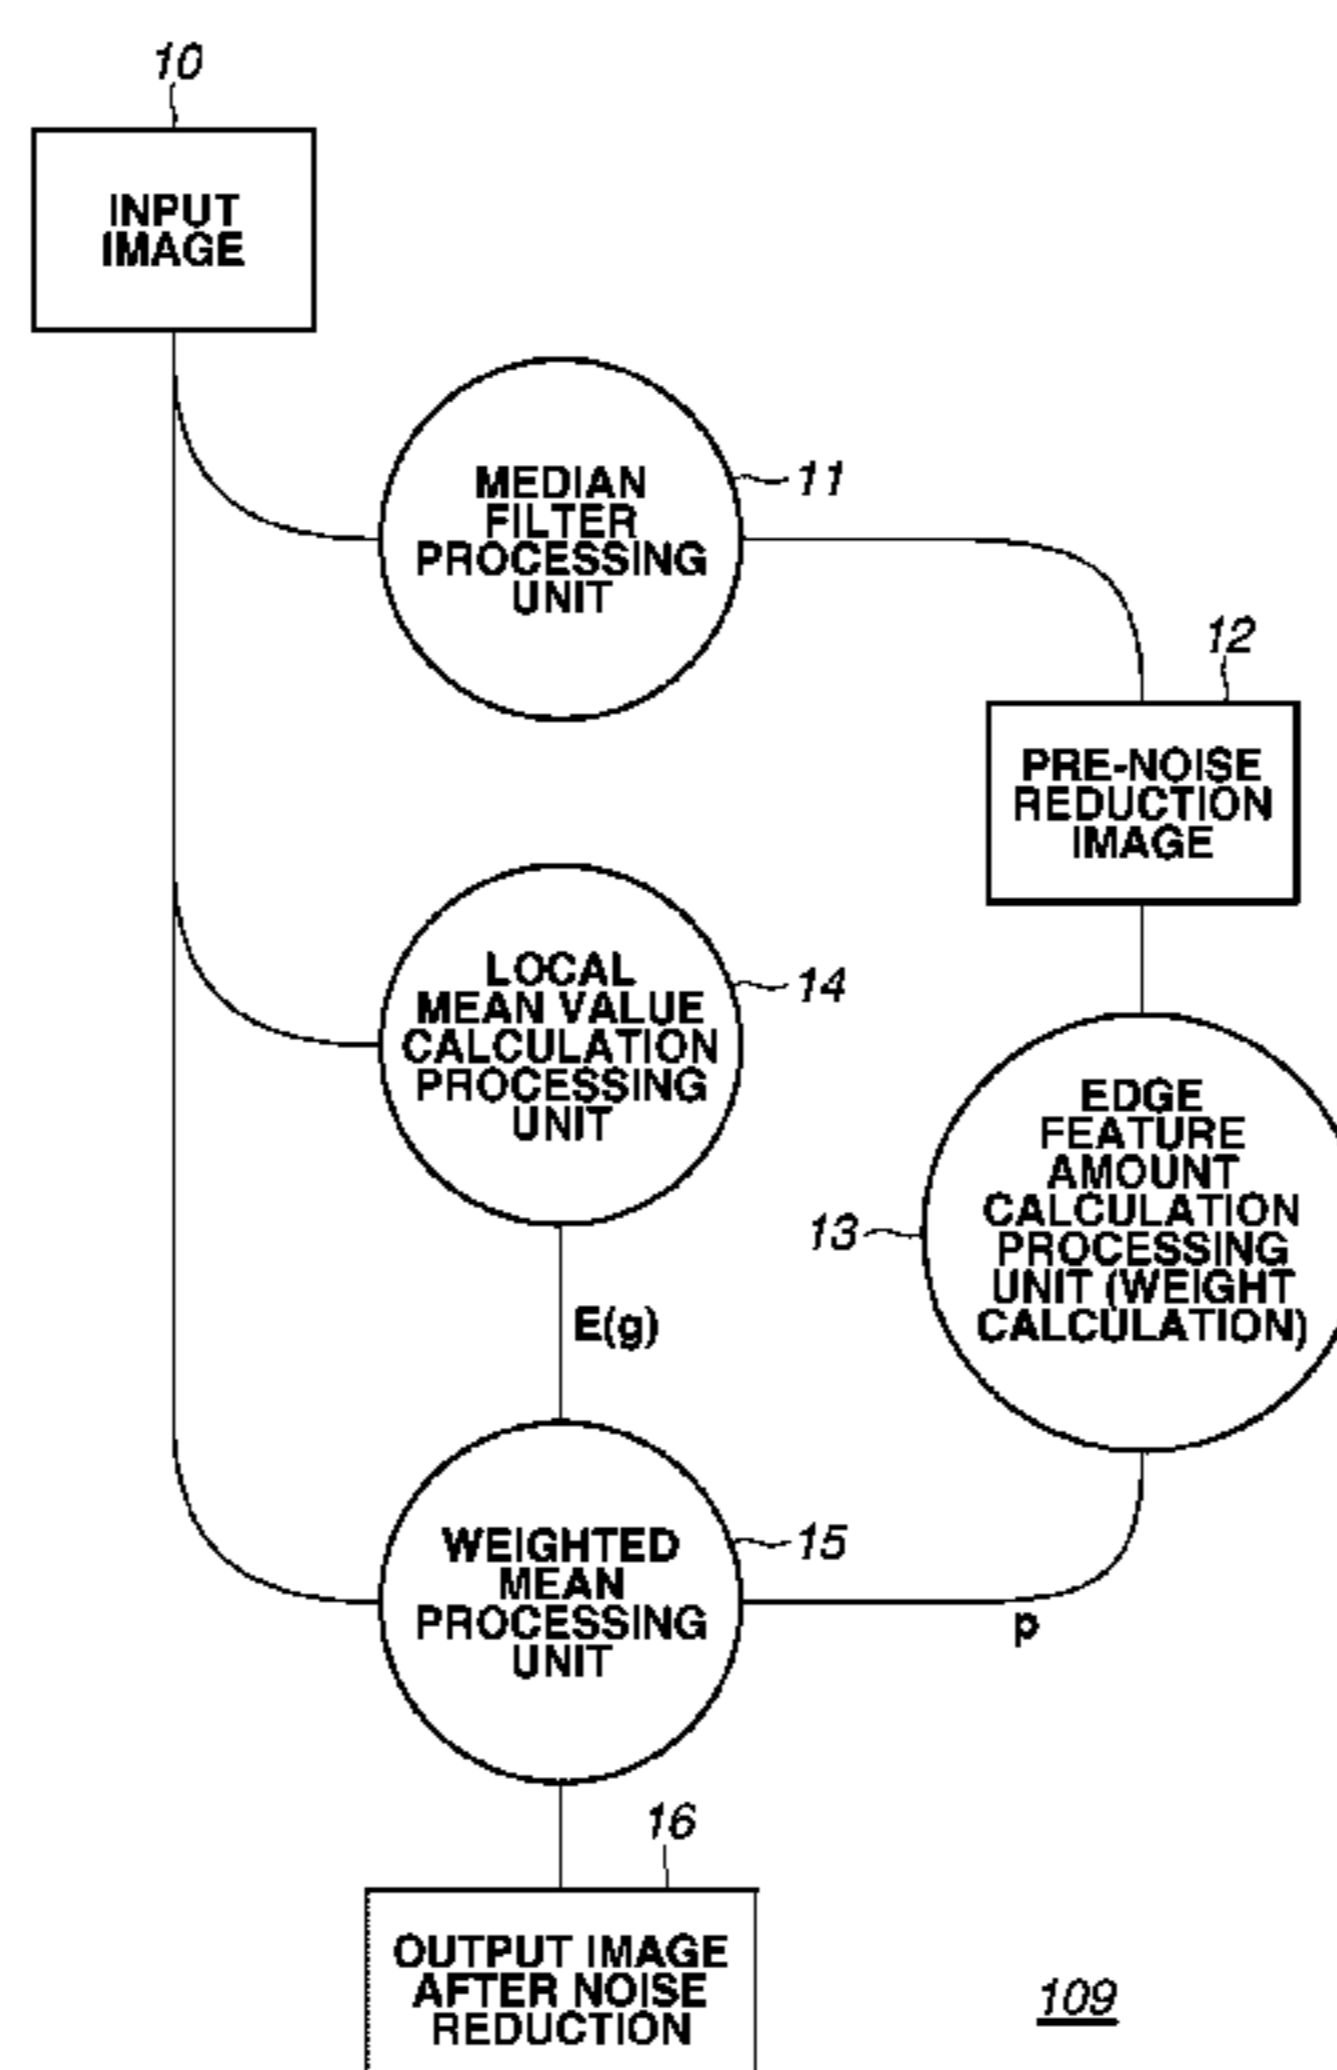 10
INPUT
IMAGE
MEDIAN
FILTER
PROCESSING
UNIT
11
12
PRE-NOISE
REDUCTION
IMAGE
LOCAL
MEAN VALUE
CALCULATION
PROCESSING
UNIT
14
EDGE
FEATURE
AMOUNT
CALCULATION
PROCESSING
UNIT (WEIGHT
CALCULATION)
13
E(g)
WEIGHTED
MEAN
PROCESSING
UNIT
15
p
16
OUTPUT IMAGE
AFTER NOISE
REDUCTION
109